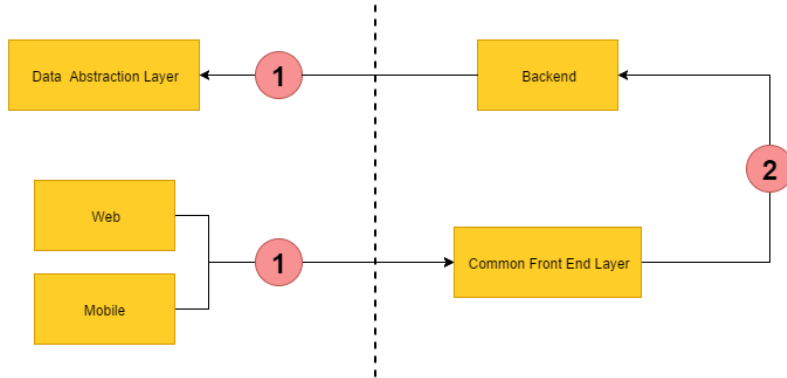 Data Abstraction Layer
1
Backend
2
Web
1
Common Front End Layer
Mobile